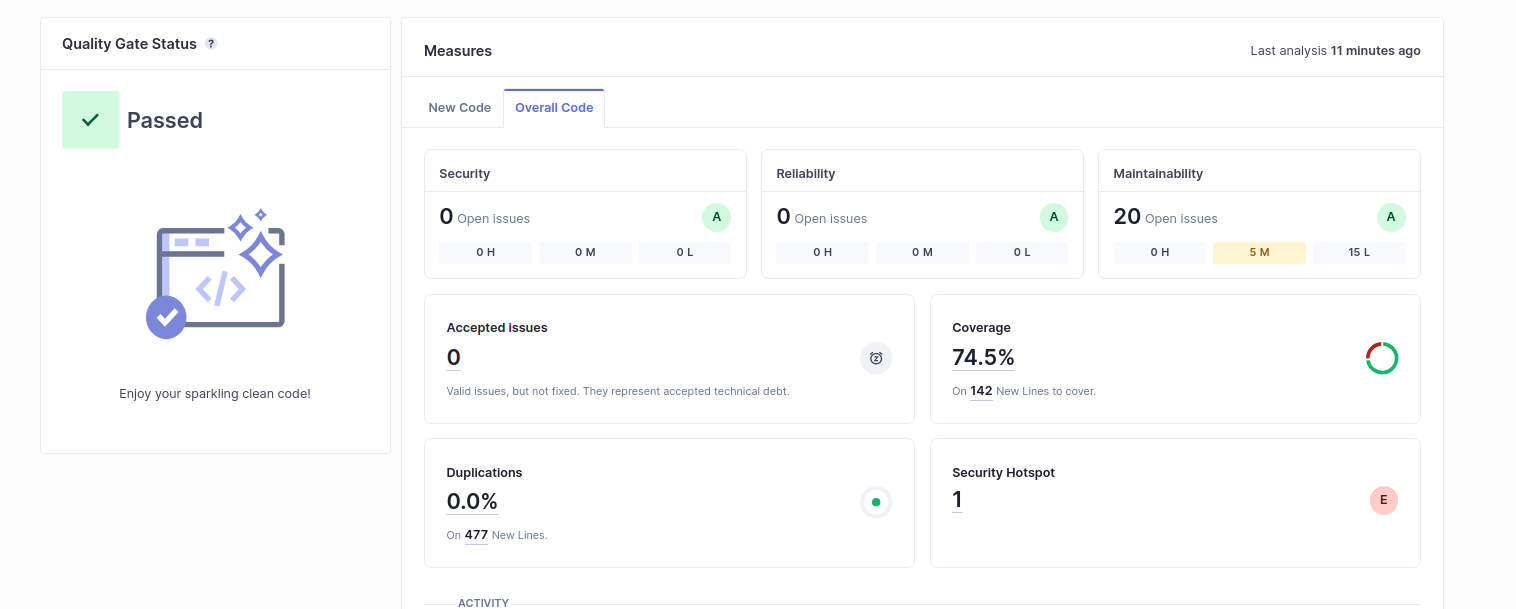 Quality Gate Status ?
Passed
Enjoy your sparkling clean code!
Measures
Last analysis 11 minutes ago
New Code
Overall Code
Security
0 Open issues
A
0 H
0 M
0 L
Reliability
0 Open issues
A
0 H
0 M
0 L
Maintainability
20 Open issues
A
0 H
5 M
15 L
Accepted issues
0
Valid issues, but not fixed. They represent accepted technical debt.
Coverage
74.5%
On 142 New Lines to cover.
Duplications
0.0%
On 477 New Lines.
Security Hotspot
1
E
ACTIVITY